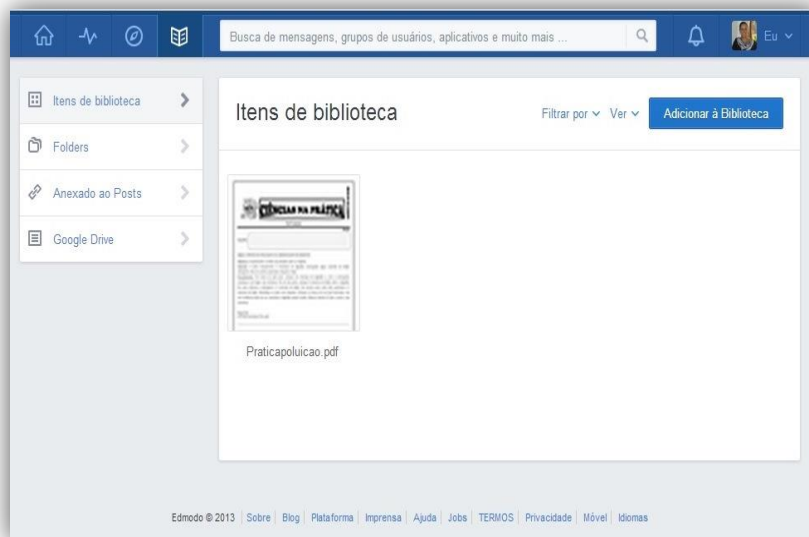 Busca de mensagens, grupos de usuários, aplicativos e muito mais ...
Eu
Itens de biblioteca
Folders
Anexado ao Posts
Google Drive
Itens de biblioteca
Filtrar por
Ver
Adicionar à Biblioteca
CIÊNCIAS NA PRÁTICA
Praticapoluicao.pdf
Edmodo © 2013 | Sobre | Blog | Plataforma | Imprensa | Ajuda | Jobs | TERMOS | Privacidade | Móvel | Idiomas